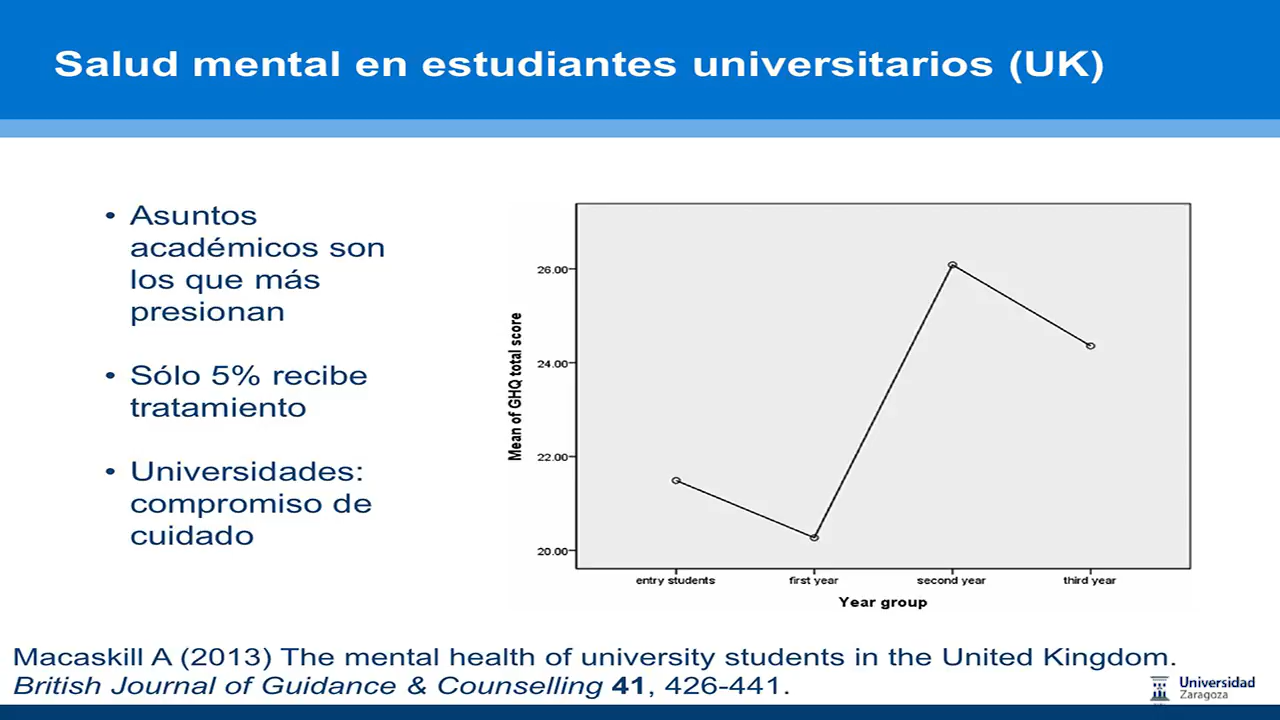 Salud mental en estudiantes universitarios (UK)
• Asuntos
académicos son
los que más
presionan
• Sólo 5% recibe
tratamiento
• Universidades:
compromiso de
cuidado
Mean of GHQ total score
26.00
24.00
22.00
20.00
entry students
first year
second year
third year
Year group
Macaskill A (2013) The mental health of university students in the United Kingdom.
British Journal of Guidance & Counselling 41, 426-441.
Universidad
Zaragoza